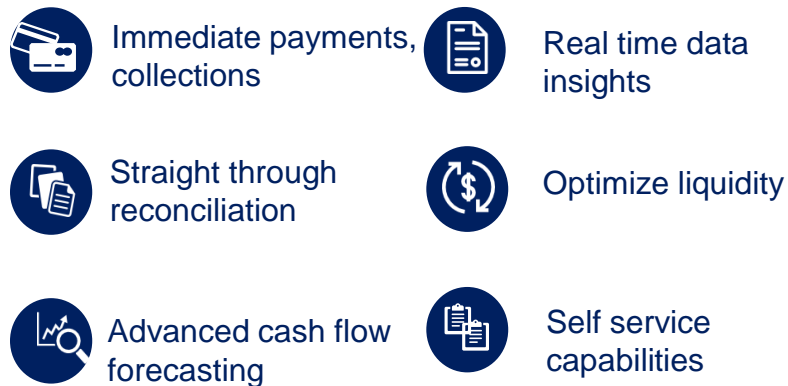 Immediate payments,
collections
Real time data
insights
Straight through
reconciliation
Optimize liquidity
Advanced cash flow
forecasting
Self service
capabilities